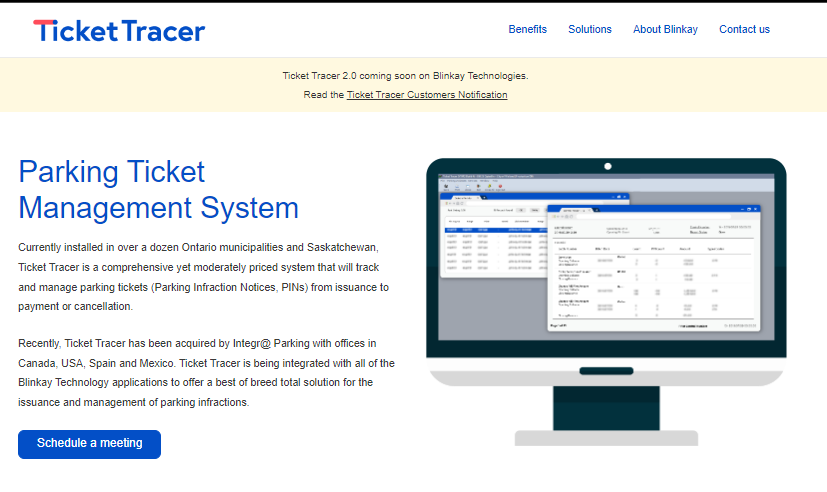 Ticket Tracer
Benefits Solutions About Blinkay Contact us
Ticket Tracer 2.0 coming soon on Blinkay Technologies.
Read the Ticket Tracer Customers Notification
Parking Ticket
Management System
Currently installed in over a dozen Ontario municipalities and Saskatchewan,
Ticket Tracer is a comprehensive yet moderately priced system that will track
and manage parking tickets (Parking Infraction Notices, PINs) from issuance to
payment or cancellation.
Recently, Ticket Tracer has been acquired by Integr@ Parking with offices in
Canada, USA, Spain and Mexico. Ticket Tracer is being integrated with all of the
Blinkay Technology applications to offer a best of breed total solution for the
issuance and management of parking infractions.
Schedule a meeting